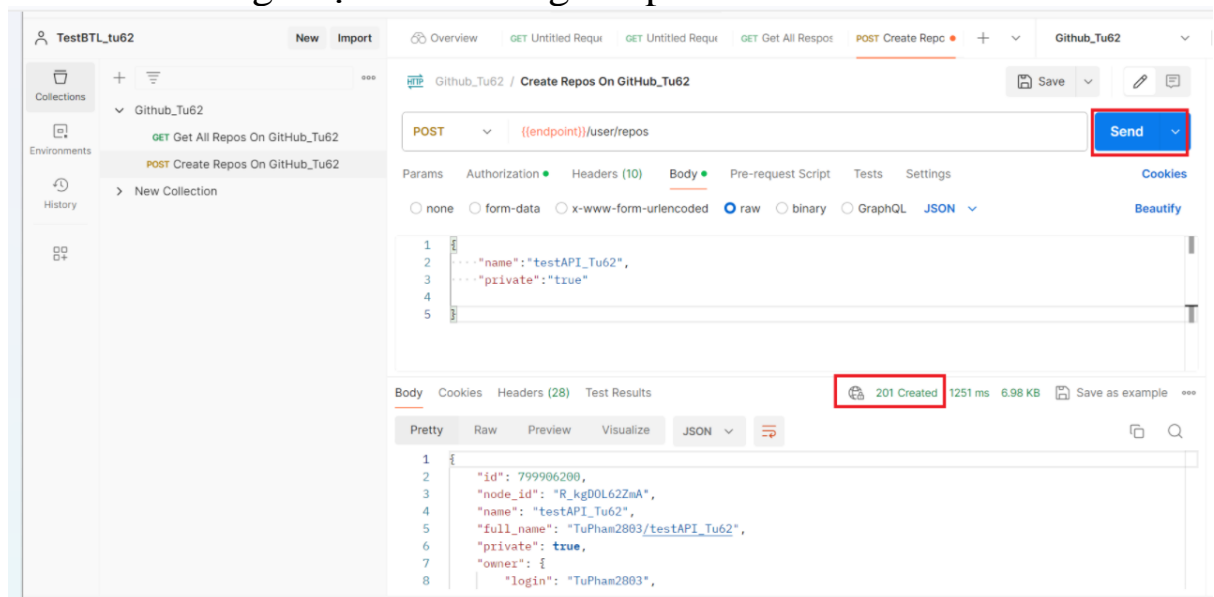 TestBTL_tu62 New Import Overview GET Untitled Reque GET Untitled Reque GET Get All Respos POST Create Repc + Github_Tu62
Collections
Github_Tu62 / Create Repos On GitHub_Tu62 Save
Github_Tu62
GET Get All Repos On GitHub_Tu62
POST {{endpoint}}/user/repos Send
Environments
POST Create Repos On GitHub_Tu62
New Collection
History
Params Authorization Headers (10) Body Pre-request Script Tests Settings Cookies
none form-data x-www-form-urlencoded raw binary GraphQL JSON Beautify
1 {
2 "name":"testAPI_Tu62",
3 "private":"true"
4
5 }
Body Cookies Headers (28) Test Results 201 Created 1251 ms 6.98 KB Save as example
Pretty Raw Preview Visualize JSON
1 {
2 "id": 799906200,
3 "node_id": "R_kgDOL62ZmA",
4 "name": "testAPI_Tu62",
5 "full_name": "TuPham2803/testAPI_Tu62",
6 "private": true,
7 "owner": {
8 "login": "TuPham2803",